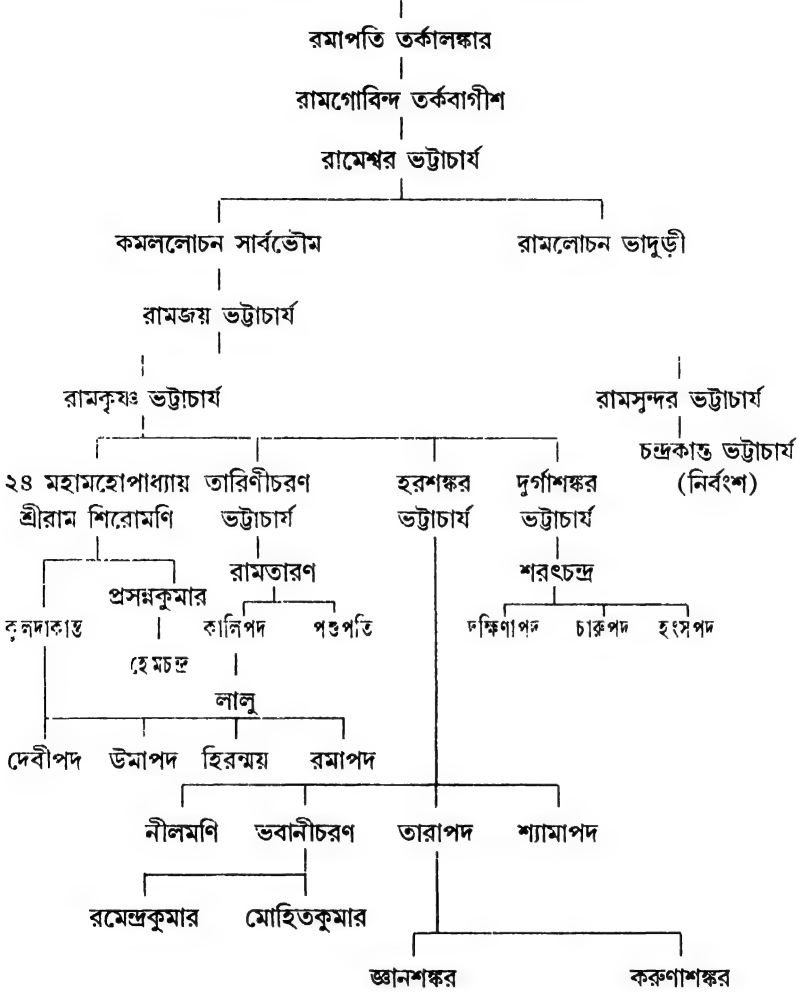 রমাপতি তর্কালঙ্কার
রামগোবিন্দ তর্কবাগীশ
রামেশ্বর ভট্টাচার্য
কমললোচন সার্বভৌম রামলোচন ভাদুড়ী
রামজয় ভট্টাচার্য
রামকৃষ্ণ ভট্টাচার্য রামসুন্দর ভট্টাচার্য
চন্দ্রকান্ত ভট্টাচার্য
২৪ মহামহোপাধ্যায় তারিণীচরণ হরশঙ্কর দুর্গাশঙ্কর (নির্বংশ)
শ্রীরাম শিরোমণি ভট্টাচার্য ভট্টাচার্য ভট্টাচার্য
রামতারণ শরৎচন্দ্র
প্রসন্নকুমার
কুলদাকান্ত কালিপদ পশুপতি দক্ষিণাপদ চারুপদ হংসপদ
হেমচন্দ্র
লালু
দেবীপদ উমাপদ হিরন্ময় রমাপদ
নীলমণি ভবানীচরণ তারাপদ শ্যামাপদ
রমেন্দ্রকুমার মোহিতকুমার
জ্ঞানশঙ্কর করুণাশঙ্কর